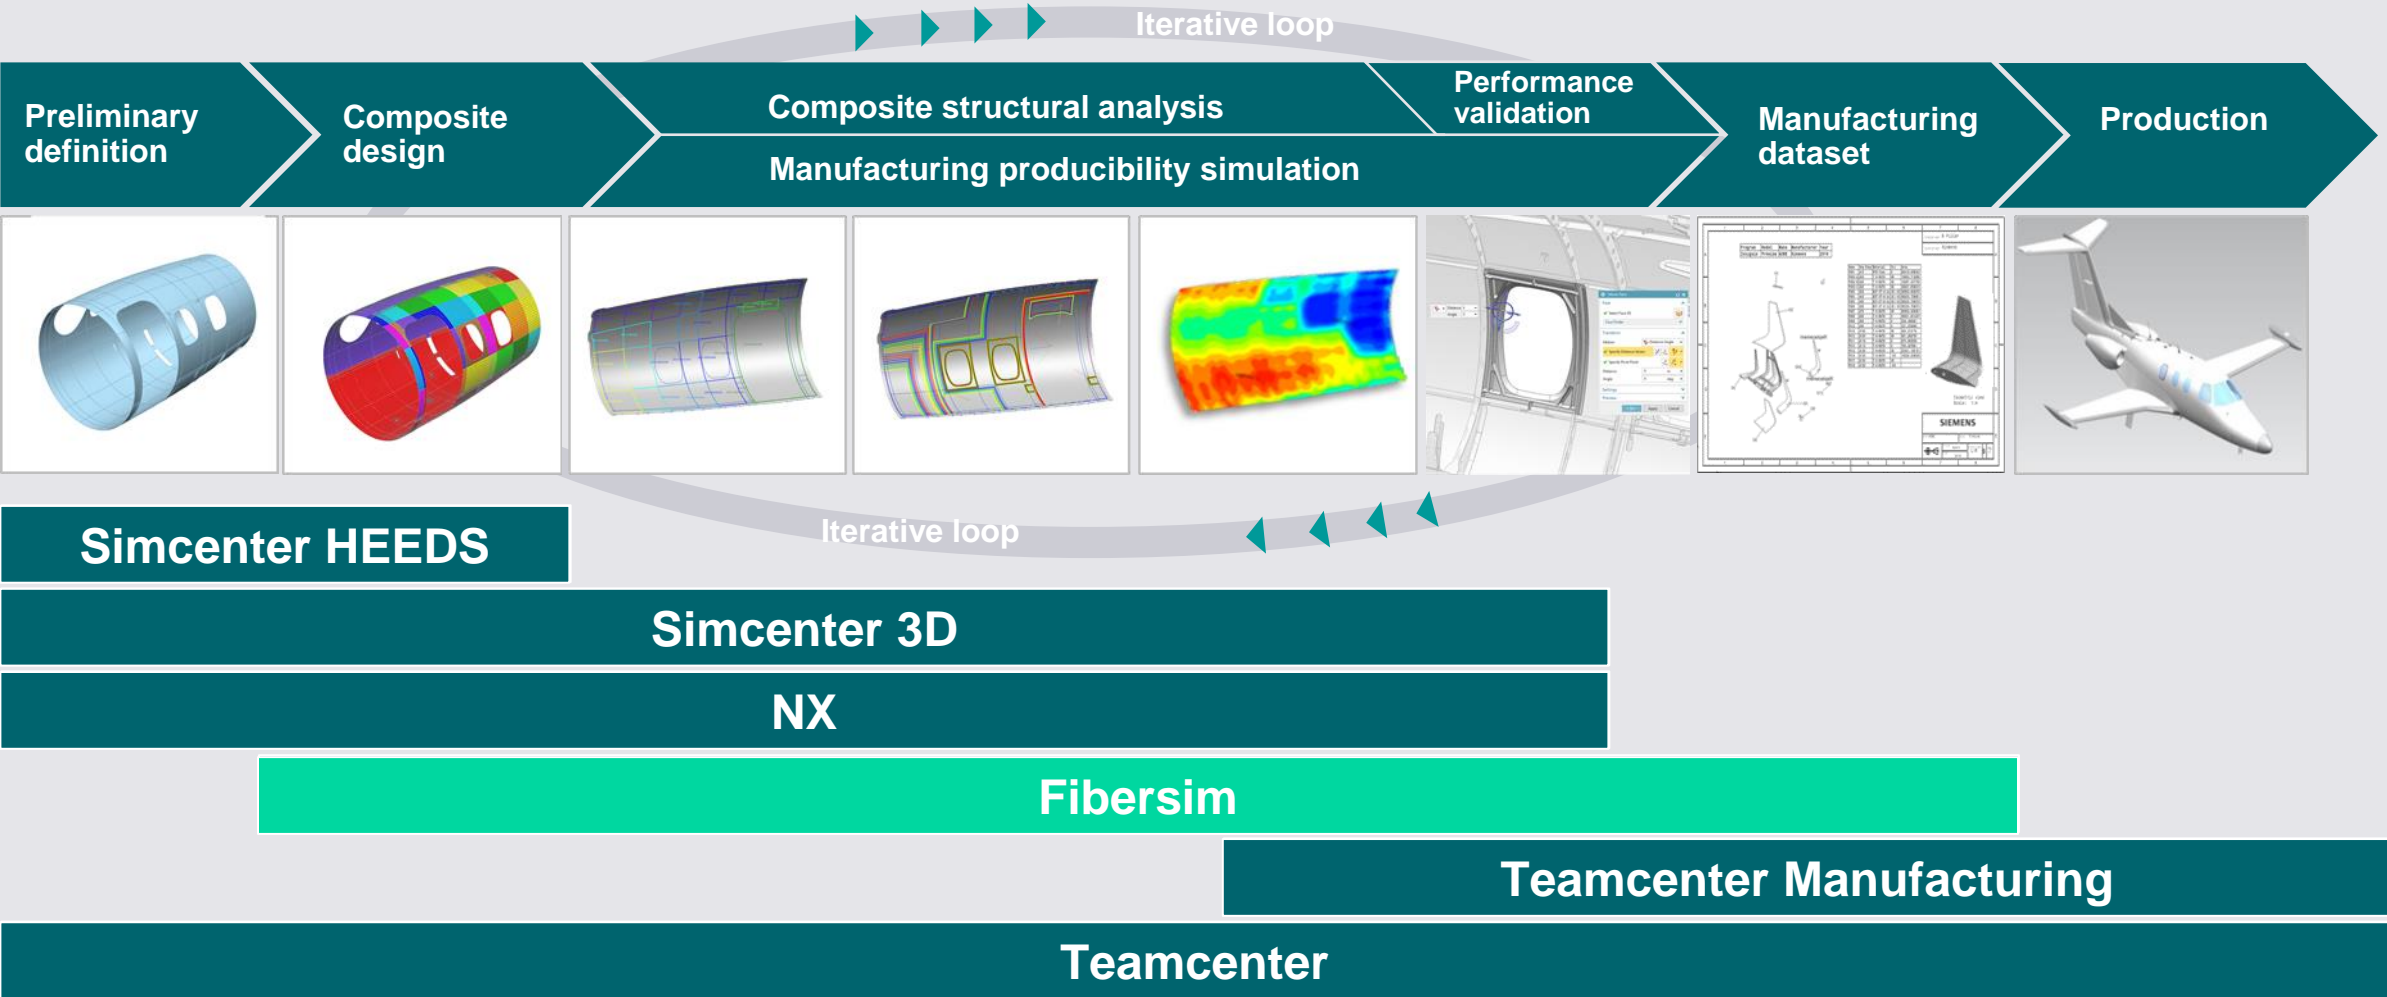 Iterative loop
Preliminary
definition
Composite
design
Composite structural analysis
Performance
validation
Manufacturing producibility simulation
Manufacturing
dataset
Production
SIEMENS
Iterative loop
Simcenter HEEDS
Simcenter 3D
NX
Fibersim
Teamcenter Manufacturing
Teamcenter